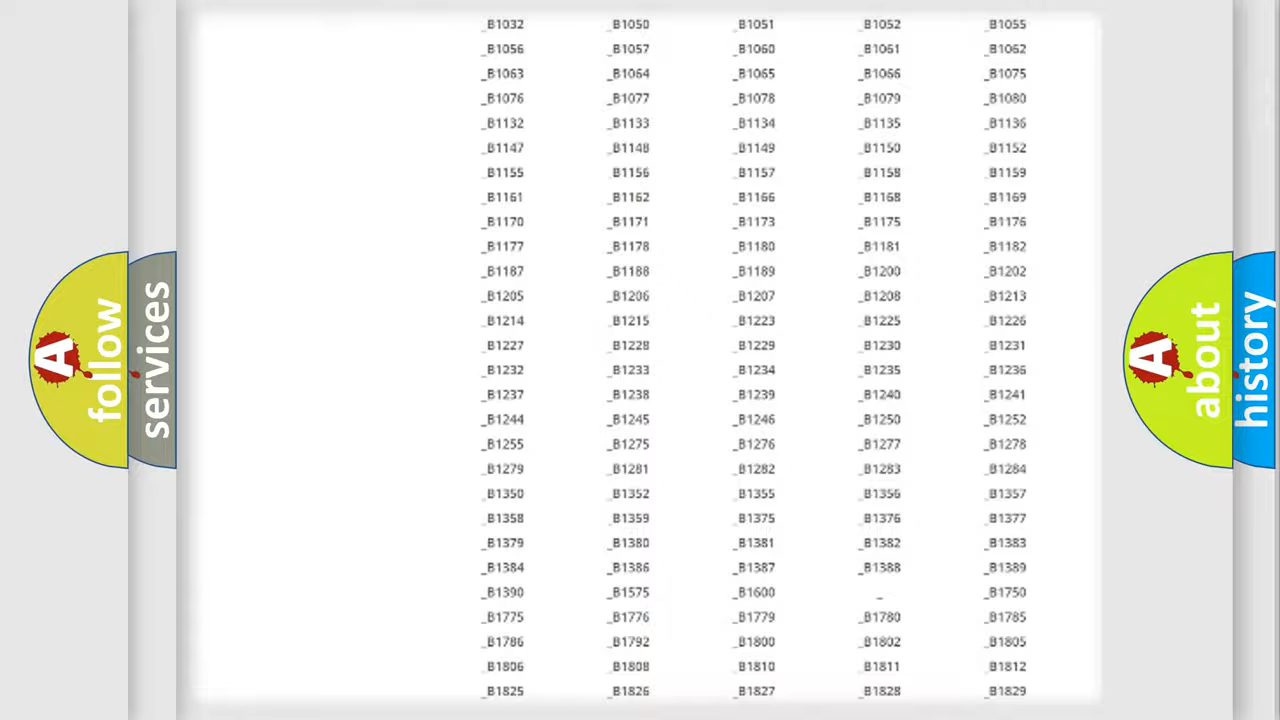 _B1032 _B1050 _B1051 _B1052 _B1055
_B1056 _B1057 _B1060 _B1061 _B1062
_B1063 _B1064 _B1065 _B1066 _B1075
_B1076 _B1077 _B1078 _B1079 _B1080
_B1132 _B1133 _B1134 _B1135 _B1136
_B1147 _B1148 _B1149 _B1150 _B1152
_B1155 _B1156 _B1157 _B1158 _B1159
_B1161 _B1162 _B1166 _B1168 _B1169
_B1170 _B1171 _B1173 _B1175 _B1176
_B1177 _B1178 _B1180 _B1181 _B1182
_B1187 _B1188 _B1189 _B1200 _B1202
_B1205 _B1206 _B1207 _B1208 _B1213
_B1214 _B1215 _B1223 _B1225 _B1226
_B1227 _B1228 _B1229 _B1230 _B1231
_B1232 _B1233 _B1234 _B1235 _B1236
_B1237 _B1238 _B1239 _B1240 _B1241
_B1244 _B1245 _B1246 _B1250 _B1252
_B1255 _B1275 _B1276 _B1277 _B1278
_B1279 _B1281 _B1282 _B1283 _B1284
_B1350 _B1352 _B1355 _B1356 _B1357
_B1358 _B1359 _B1375 _B1376 _B1377
_B1379 _B1380 _B1381 _B1382 _B1383
_B1384 _B1386 _B1387 _B1388 _B1389
_B1390 _B1575 _B1600 _ _B1750
_B1775 _B1776 _B1779 _B1780 _B1785
_B1786 _B1792 _B1800 _B1802 _B1805
_B1806 _B1808 _B1810 _B1811 _B1812
_B1825 _B1826 _B1827 _B1828 _B1829
A
follow
services
A
about
history